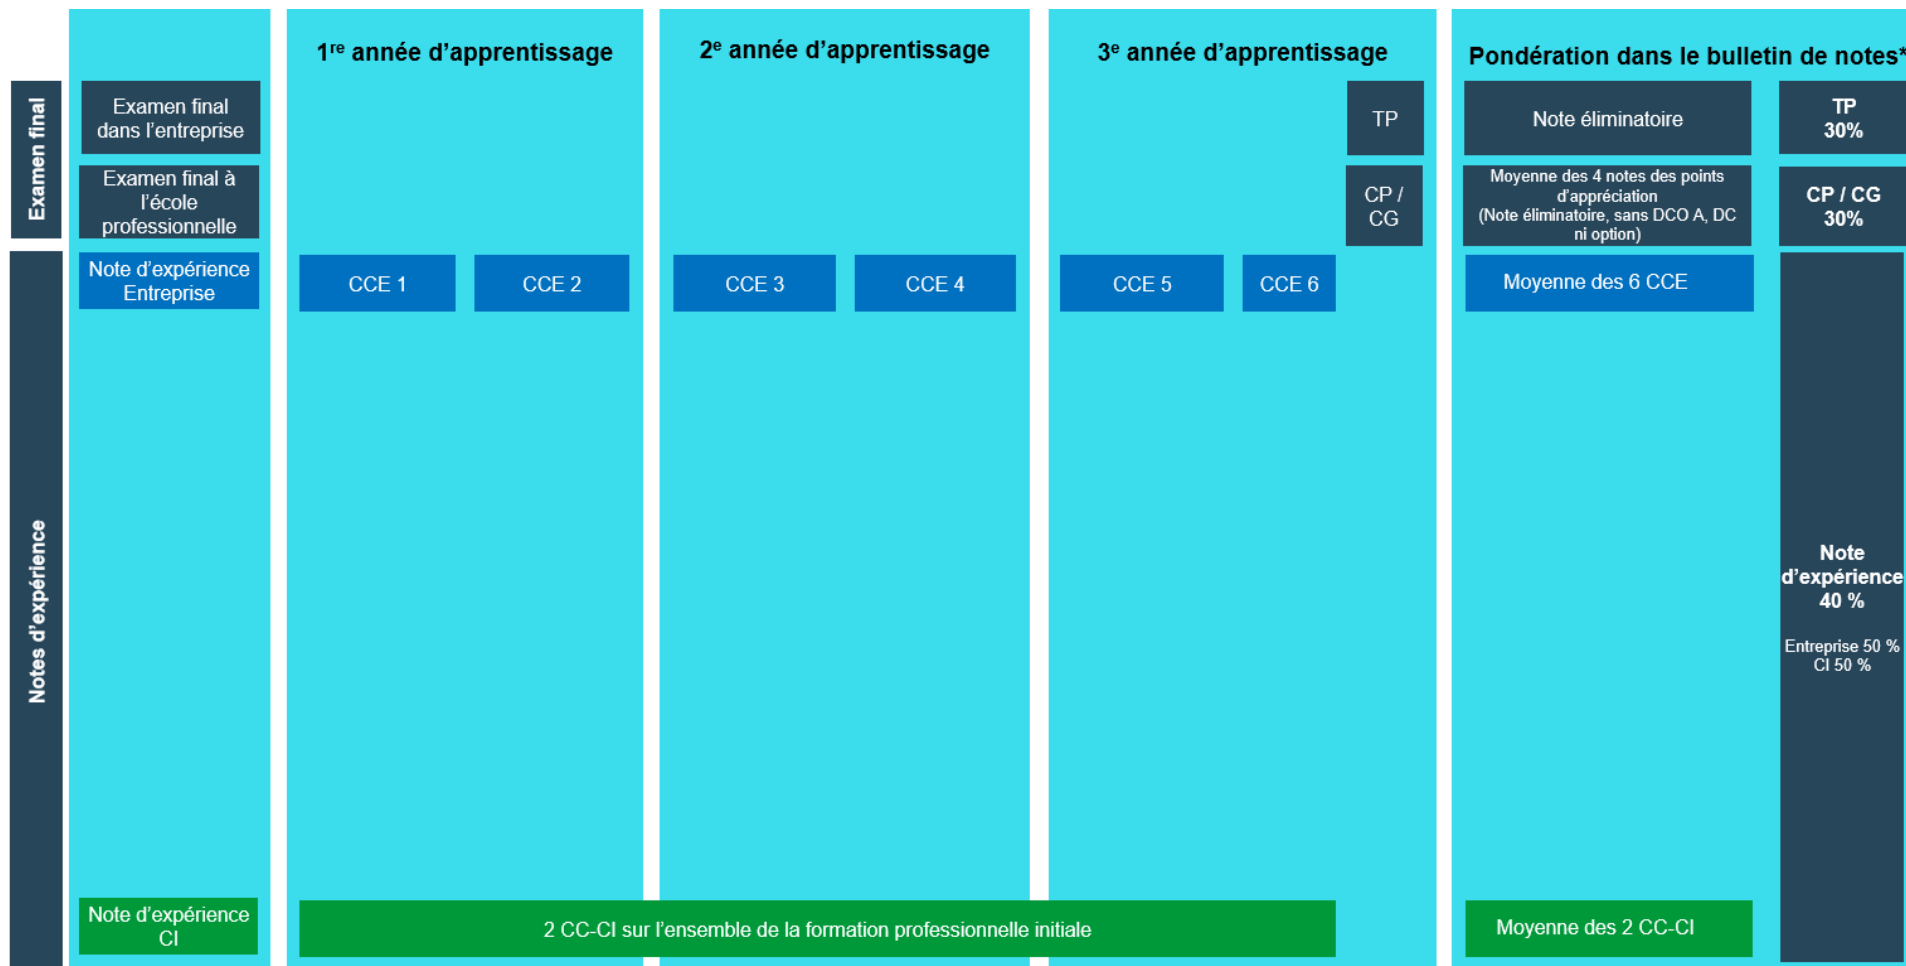 1re année d’apprentissage
2e année d’apprentissage
3e année d’apprentissage
Pondération dans le bulletin de notes*
Examen final
Examen final
dans l’entreprise
TP
Note éliminatoire
TP
30%
Examen final à
l’école
professionnelle
CP /
CG
Moyenne des 4 notes des points
d’appréciation
(Note éliminatoire, sans DCO A, DC
ni option)
CP / CG
30%
Notes d’expérience
Note d’expérience
Entreprise
CCE 1
CCE 2
CCE 3
CCE 4
CCE 5
CCE 6
Moyenne des 6 CCE
Note
d’expérience
40 %
Entreprise 50 %
CI 50 %
Note d’expérience
CI
2 CC-CI sur l’ensemble de la formation professionnelle initiale
Moyenne des 2 CC-CI